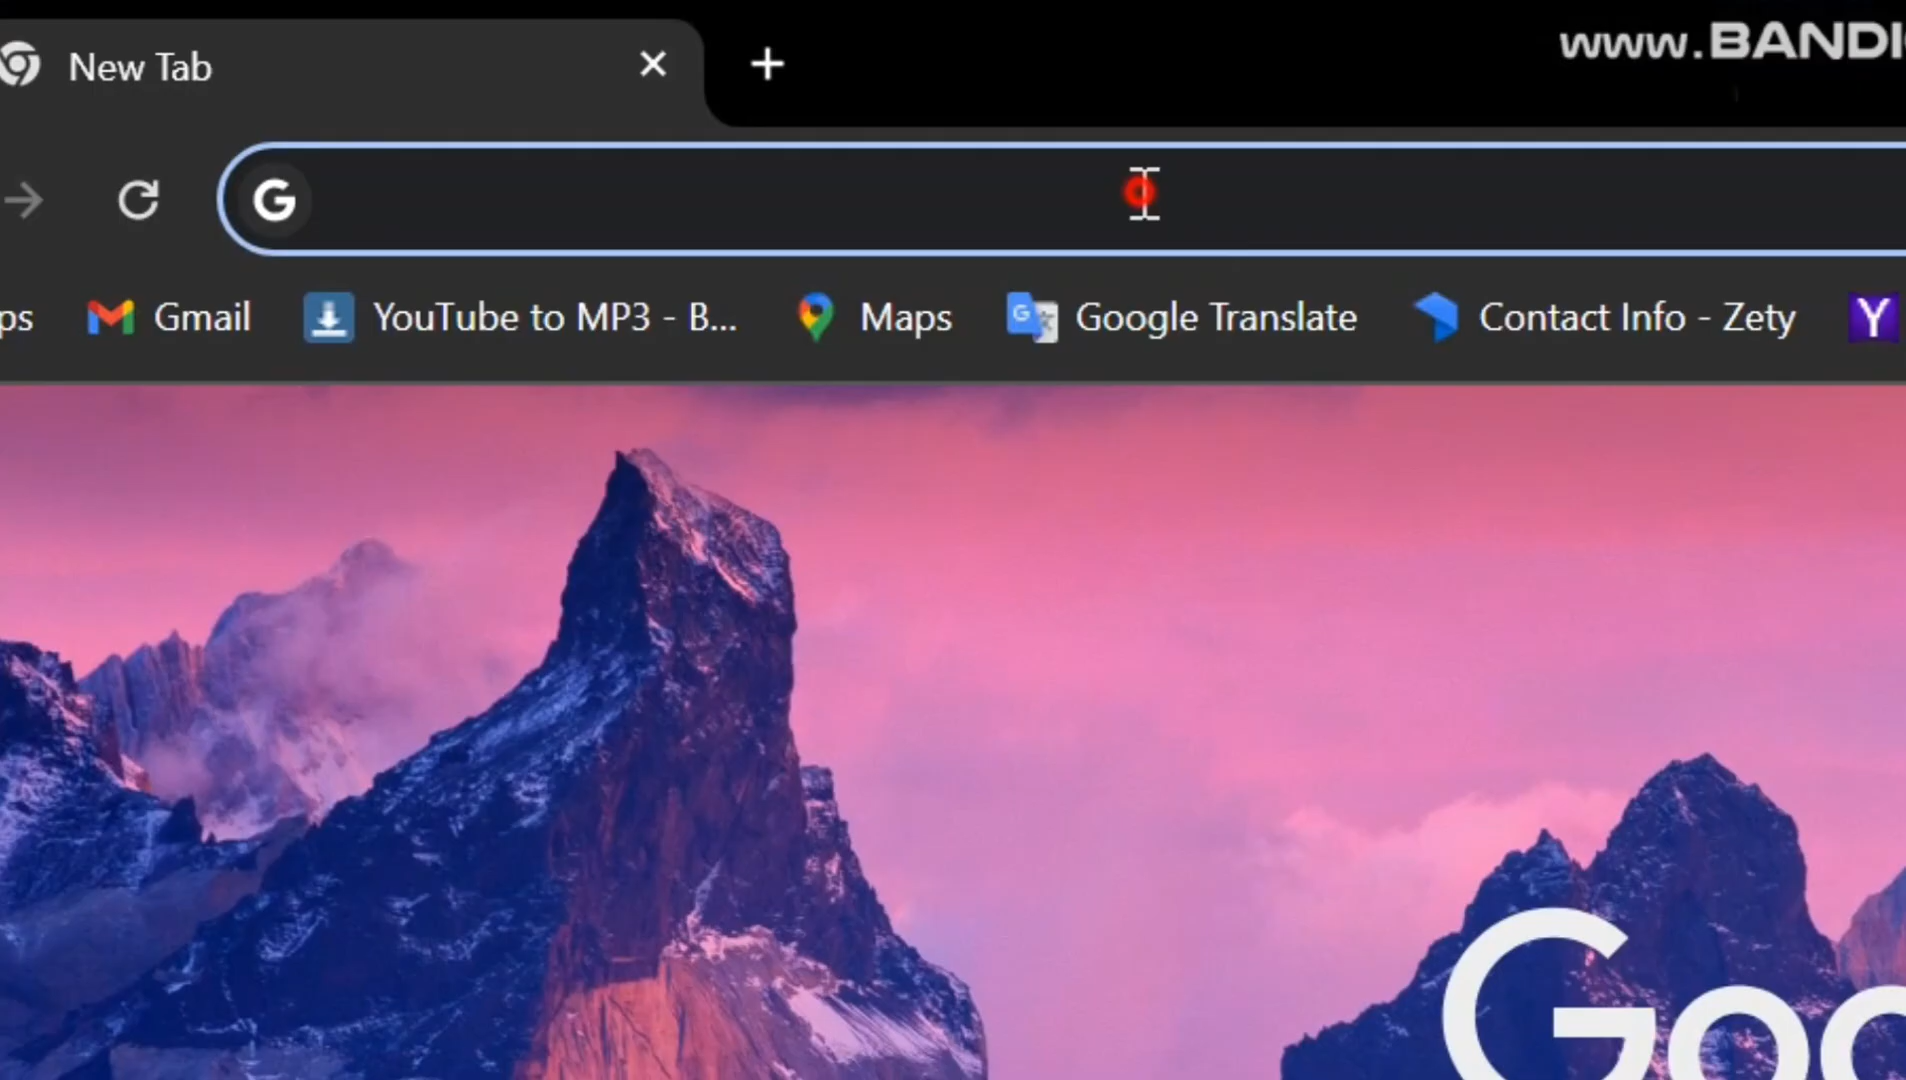 www.BANDI
New Tab
G
ps Gmail YouTube to MP3 - B... Maps Google Translate Contact Info - Zety Y
Goo